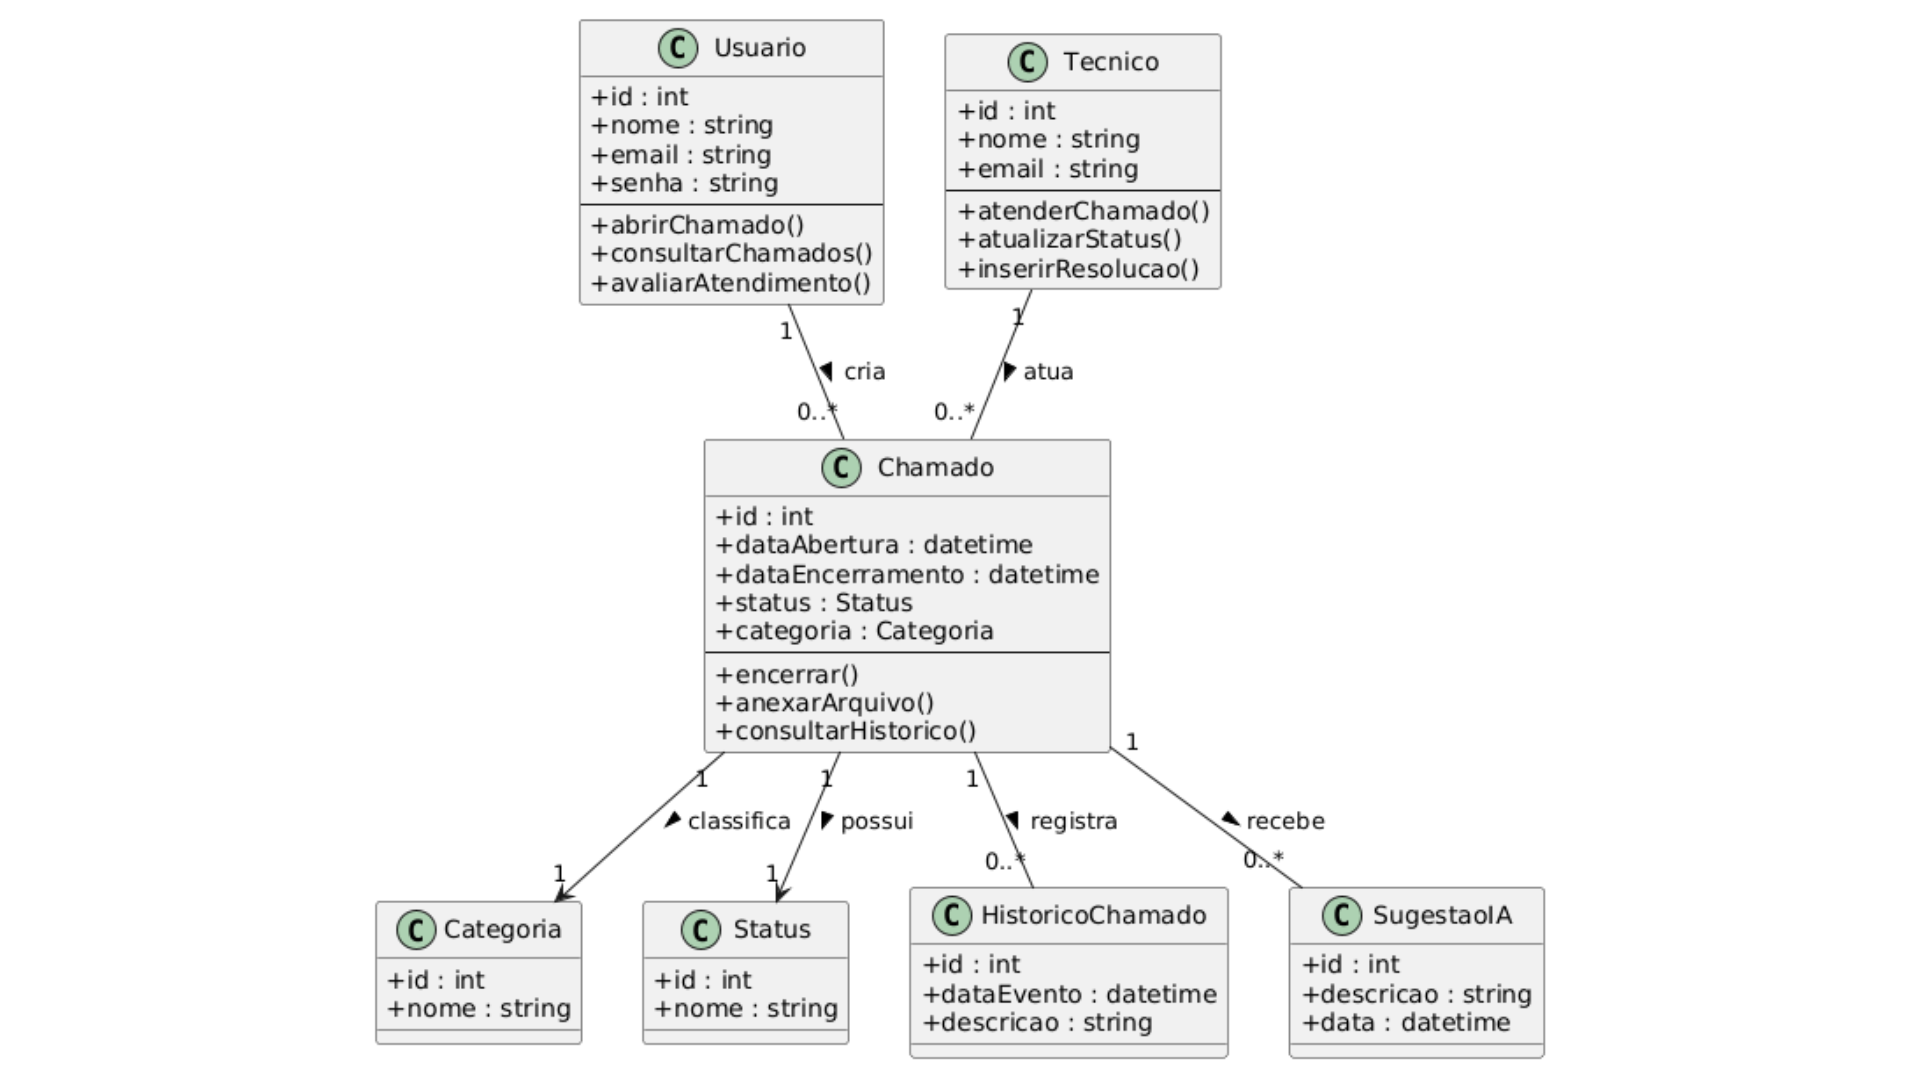 C Usuario
+id : int
+nome : string
+email : string
+senha : string
+abrirChamado()
+consultarChamados()
+avaliarAtendimento()
C Tecnico
+id : int
+nome : string
+email : string
+atenderChamado()
+atualizarStatus()
+inserirResolucao()
1
cria
0..*
1
atua
0..*
C Chamado
+id : int
+dataAbertura : datetime
+dataEncerramento : datetime
+status : Status
+categoria : Categoria
+encerrar()
+anexarArquivo()
+consultarHistorico()
1
classifica
1
1
possui
1
1
registra
0..*
1
recebe
0..*
C Categoria
+id : int
+nome : string
C Status
+id : int
+nome : string
C HistoricoChamado
+id : int
+dataEvento : datetime
+descricao : string
C SugestaoIA
+id : int
+descricao : string
+data : datetime